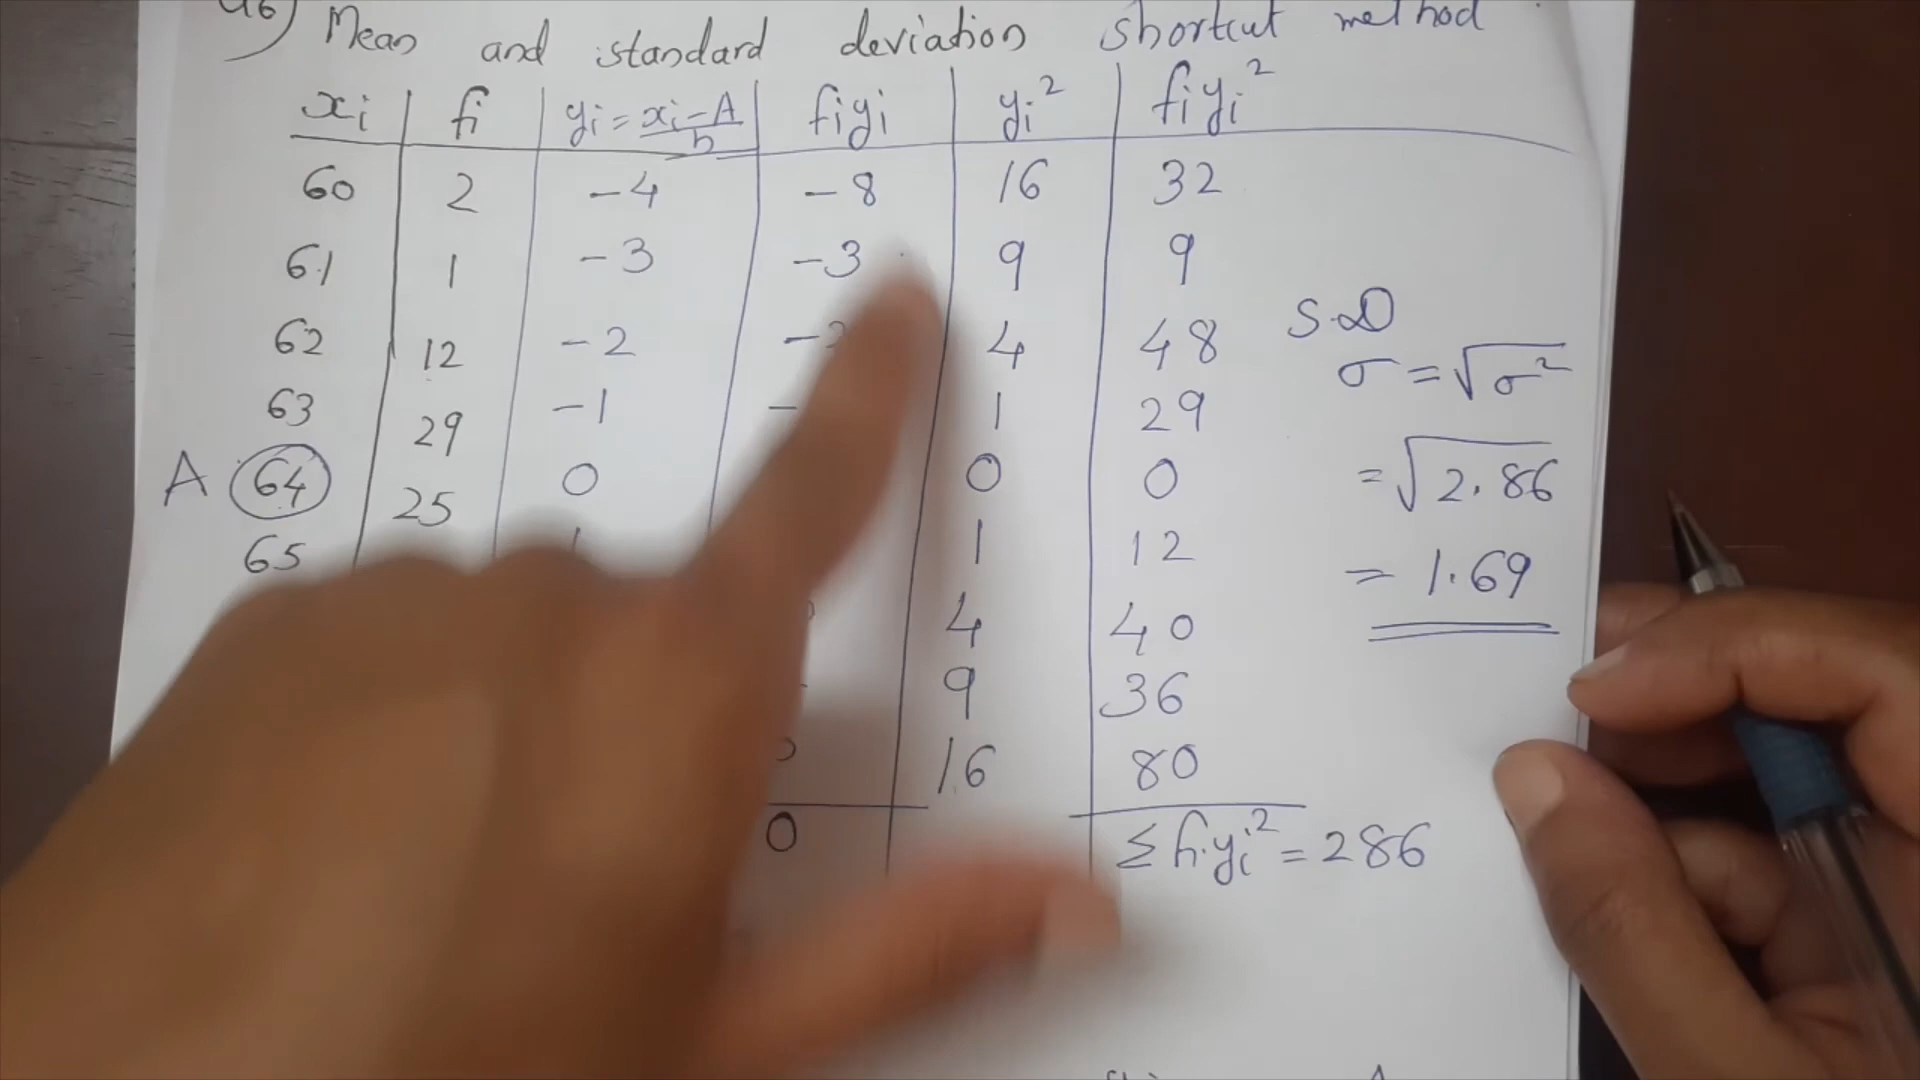 Mean and standard deviation shortcut method
xi fi yi = xi-A/h fiyi yi² fiyi²
60 2 -4 -8 16 32
61 1 -3 -3 9 9
62 12 -2 4 48
63 29 -1 1 29
A 64 25 0 0 0
65 1 12
4 40
9 36
16 80
0 Σfiyi² = 286
S.D
σ = √σ²
= √2.86
= 1.69